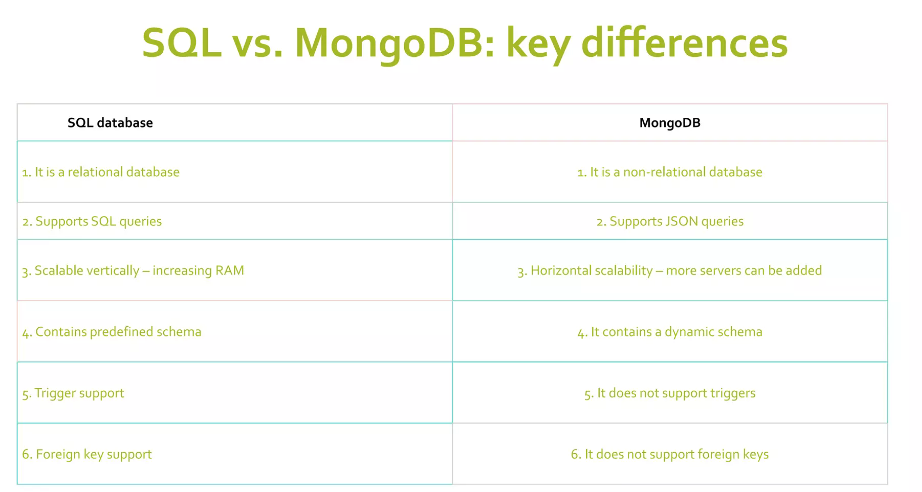 SQL vs. MongoDB: key differences
SQL database
MongoDB
1. It is a relational database
1. It is a non-relational database
2. Supports SQL queries
2. Supports JSON queries
3. Scalable vertically – increasing RAM
3. Horizontal scalability – more servers can be added
4. Contains predefined schema
4. It contains a dynamic schema
5. Trigger support
5. It does not support triggers
6. Foreign key support
6. It does not support foreign keys